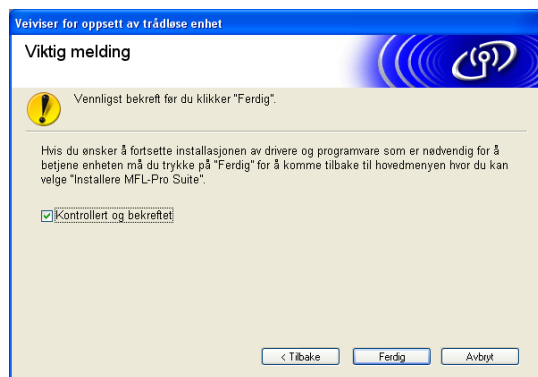 Veiviser for oppsett av trådløse enhet
Viktig melding
Vennligst bekreft før du klikker "Ferdig".
Hvis du ønsker å fortsette installasjonen av drivere og programvare som er nødvendig for å
betjene enheten må du trykke på "Ferdig" for å komme tilbake til hovedmenyen hvor du kan
velge "Installere MFL-Pro Suite".
Kontrollert og bekreftet
< Tilbake
Ferdig
Avbryt